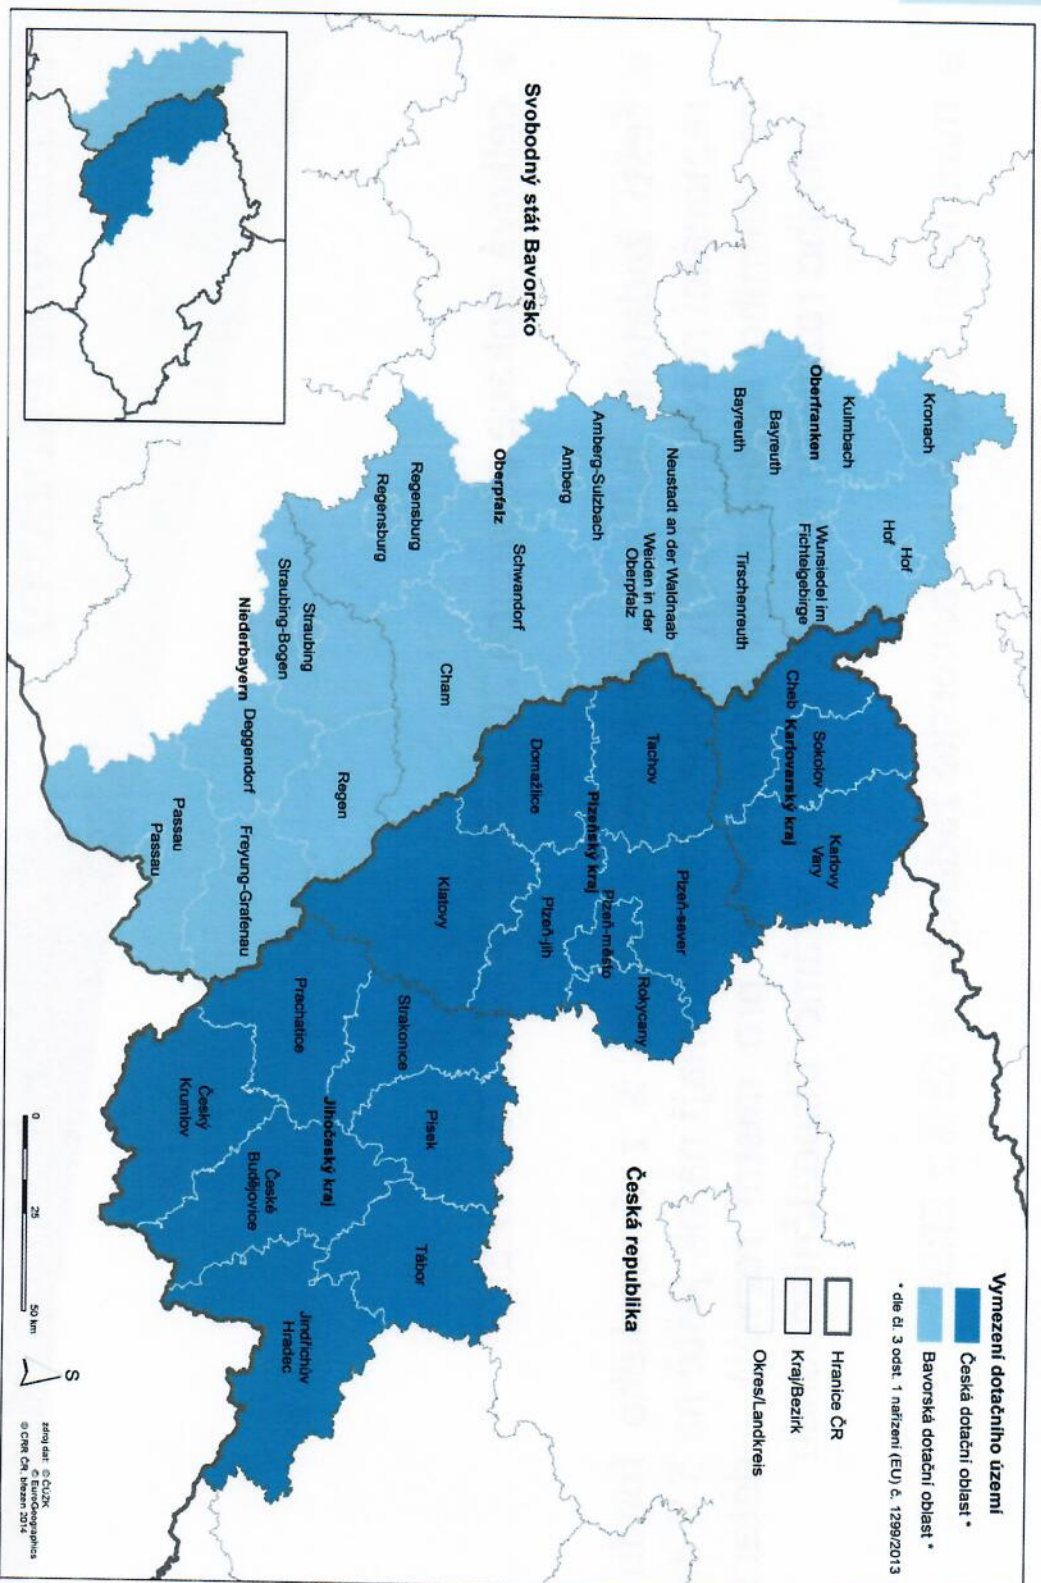 Vymezení dotačního území
Česká dotační oblast *
Bavorská dotační oblast *
* dle čl. 3 odst. 1 nařízení (EU) č. 1299/2013
Hranice ČR
Kraj/Bezirk
Okres/Landkreis
Svobodný stát Bavorsko
Česká republika
Kronach
Hof
Hof
Kulmbach
Oberfranken
Wunsiedel im
Fichtelgebirge
Bayreuth
Bayreuth
Tirschenreuth
Neustadt an der Waldnaab
Weiden in der
Oberpfalz
Amberg-Sulzbach
Amberg
Schwandorf
Oberpfalz
Cham
Regensburg
Regensburg
Straubing
Straubing-Bogen
Niederbayern
Regen
Deggendorf
Freyung-Grafenau
Passau
Passau
Cheb
Sokolov
Karlovarský kraj
Karlovy
Vary
Tachov
Plzeň-sever
Plzeňský kraj
Plzeň-město
Rokycany
Domažlice
Plzeň-jih
Klatovy
Strakonice
Písek
Tábor
Prachatice
Jihočeský kraj
České
Budějovice
Český
Krumlov
Jindřichův
Hradec
0 25 50 km
S
zdroj dat: © ČÚZK
© EuroGeographics
© CRR ČR, březen 2014